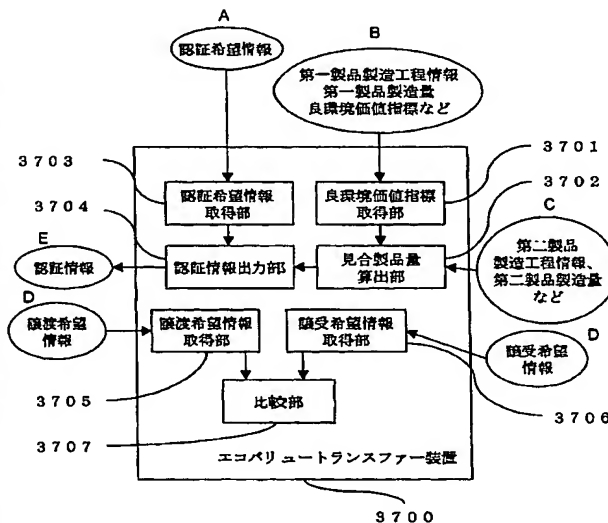 A
認証希望情報
B
第一製品製造工程情報
第一製品製造量
良環境価値指標など
3703
3701
3702
認証希望情報
取得部
良環境価値指標
取得部
3704
C
E
認証情報
認証情報出力部
見合製品量
算出部
第二製品
製造工程情報、
第二製品製造量
など
D
譲渡希望
情報
譲渡希望情報
取得部
譲受希望情報
取得部
D
譲受希望
情報
3705
比較部
3706
3707
エコバリュートランスファー装置
3700